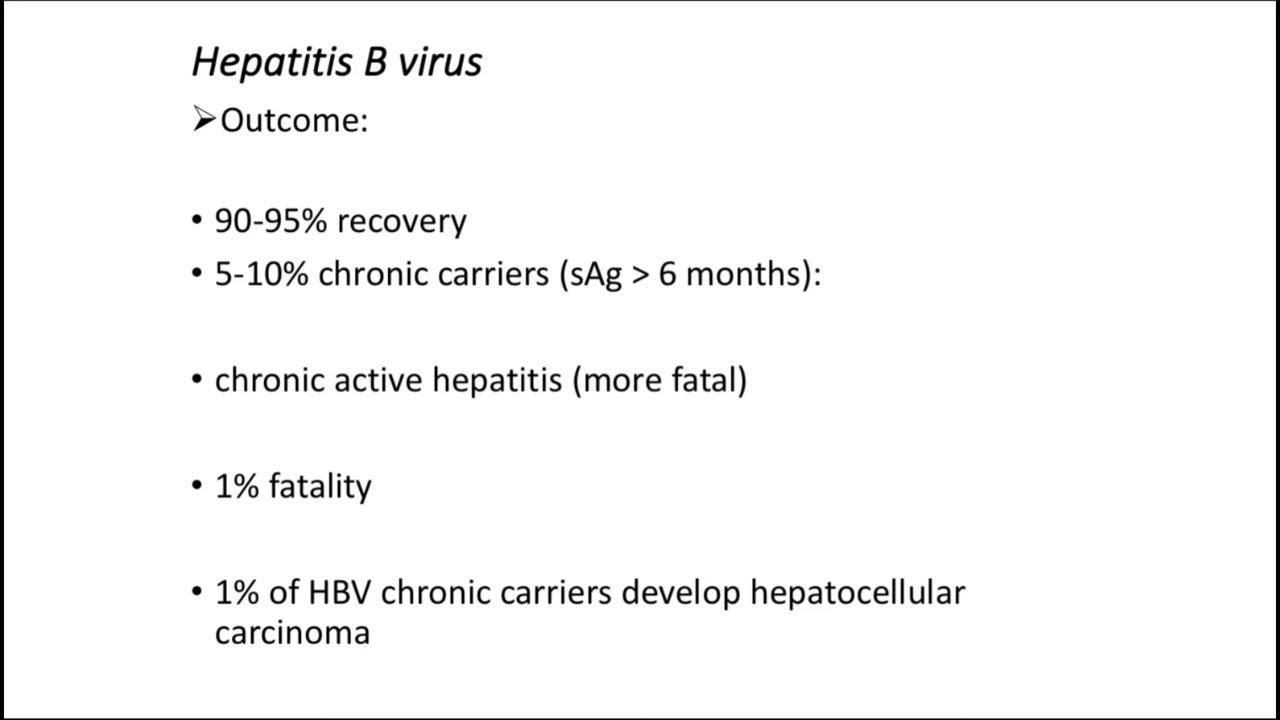 Hepatitis B virus
➢Outcome:
• 90-95% recovery
• 5-10% chronic carriers (sAg > 6 months):
• chronic active hepatitis (more fatal)
• 1% fatality
• 1% of HBV chronic carriers develop hepatocellular
carcinoma